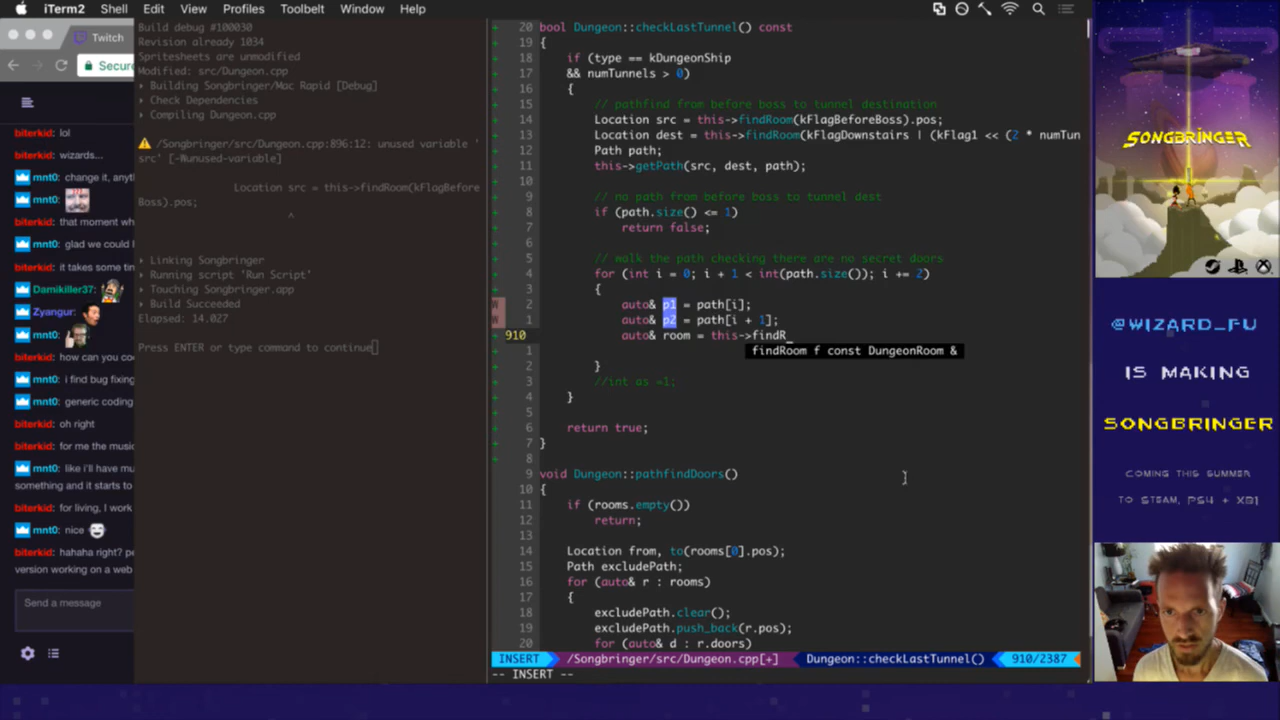 iTerm2 Shell Edit View Profiles Toolbelt Window Help
Twitch
Secure
biterkid: lol
biterkid: wizards...
mnt0: change it, anyt
mnt0:
biterkid: that moment wh
mnt0: glad we could l
biterkid: it takes some tin
Damikiller37:
Zyangur:
mnt0:
biterkid: how can you co
mnt0: i find bug fixing
mnt0: generic coding
biterkid: oh right
biterkid: for me the music
mnt0: like i'll have mu
something and it starts to
mnt0: for living, I work
mnt0: nice
biterkid: hahaha right? pe
version working on a web
Send a message
Build debug #100030
Revision already 1034
Spritesheets are unmodified
Modified: src/Dungeon.cpp
Building Songbringer/Mac Rapid [Debug]
Check Dependencies
Compiling Dungeon.cpp
/Songbringer/src/Dungeon.cpp:896:12: unused variable '
src' [-Wunused-variable]
Location src = this->findRoom(kFlagBefore
Boss).pos;
^
Linking Songbringer
Running script 'Run Script'
Touching Songbringer.app
Build Succeeded
Elapsed: 14.027
Press ENTER or type command to continue
20 bool Dungeon::checkLastTunnel() const
19 {
18 if (type == kDungeonShip
17 && numTunnels > 0)
16 {
15 // pathfind from before boss to tunnel destination
14 Location src = this->findRoom(kFlagBeforeBoss).pos;
13 Location dest = this->findRoom(kFlagDownstairs | (kFlag1 << (2 * numTun
12 Path path;
11 this->getPath(src, dest, path);
10
9 // no path from before boss to tunnel dest
8 if (path.size() <= 1)
7 return false;
6
5 // walk the path checking there are no secret doors
4 for (int i = 0; i + 1 < int(path.size()); i += 2)
3 {
W 2 auto& p1 = path[i];
W 1 auto& p2 = path[i + 1];
910 auto& room = this->findR_
1 findRoom f const DungeonRoom &
2 }
3 //int as =1;
4 }
5
6 return true;
7 }
8
9 void Dungeon::pathfindDoors()
10 {
11 if (rooms.empty())
12 return;
13
14 Location from, to(rooms[0].pos);
15 Path excludePath;
16 for (auto& r : rooms)
17 {
18 excludePath.clear();
19 excludePath.push_back(r.pos);
20 for (auto& d : r.doors)
INSERT /Songbringer/src/Dungeon.cpp[+] Dungeon::checkLastTunnel() 910/2387
-- INSERT --
SONGBRINGER
@WIZARD_FU
IS MAKING
SONGBRINGER
COMING THIS SUMMER
TO STEAM, PS4 + XB1